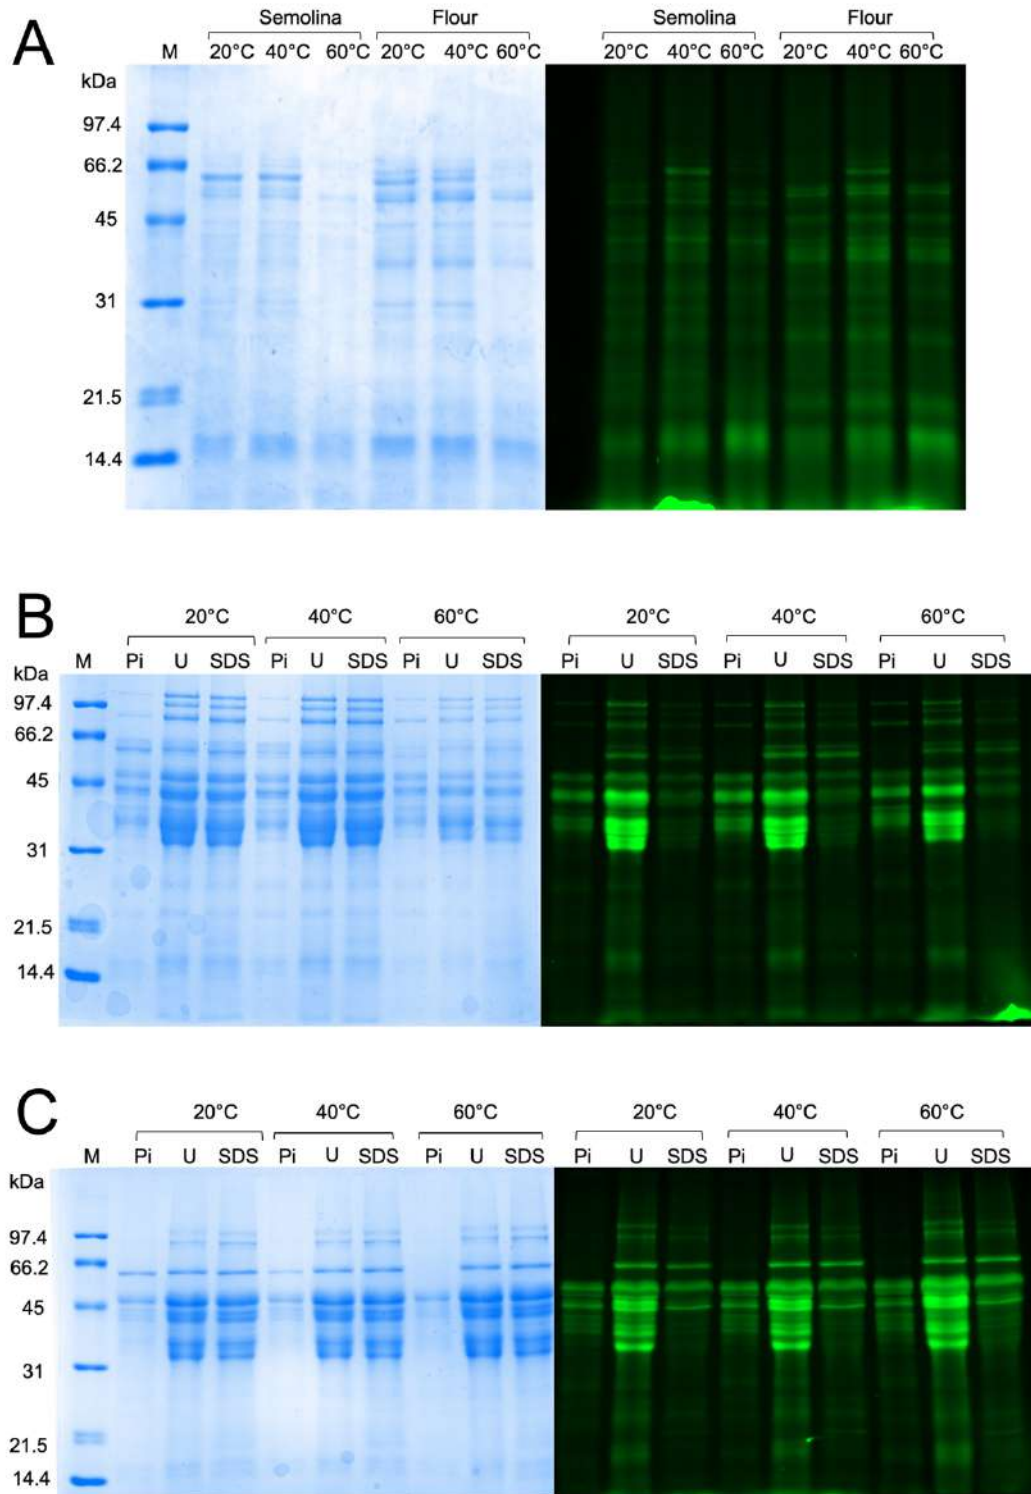 A
Semolina Flour Semolina Flour
M 20°C 40°C 60°C 20°C 40°C 60°C 20°C 40°C 60°C 20°C 40°C 60°C
kDa
97.4
66.2
45
31
21.5
14.4
B
20°C 40°C 60°C 20°C 40°C 60°C
M Pi U SDS Pi U SDS Pi U SDS Pi U SDS Pi U SDS Pi U SDS
kDa
97.4
66.2
45
31
21.5
14.4
C
20°C 40°C 60°C 20°C 40°C 60°C
M Pi U SDS Pi U SDS Pi U SDS Pi U SDS Pi U SDS Pi U SDS
kDa
97.4
66.2
45
31
21.5
14.4